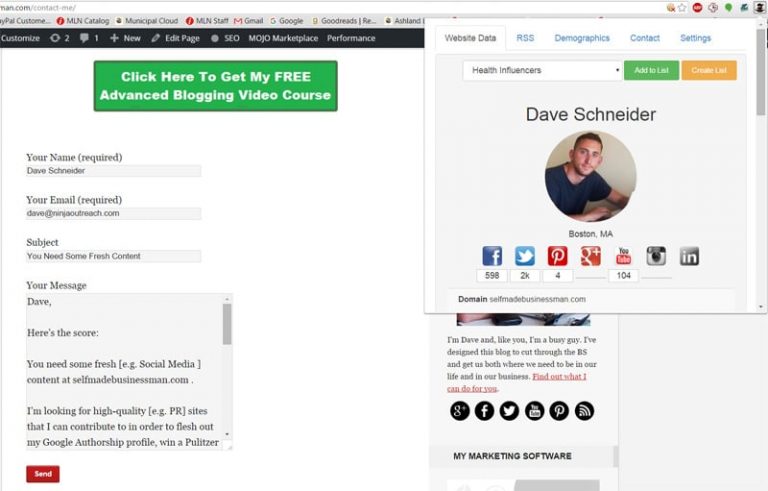 man.com/contact-me/
PayPal Customer
MLN Catalog
Municipal Cloud
MLN Staff
Gmail
Google
Goodreads | Re...
Ashland
Customize
2
1
New
Edit Page
SEO
MOJO Marketplace
Performance
Website Data
RSS
Demographics
Contact
Settings
Health Influencers
Add to List
Create List
Dave Schneider
Boston, MA
598
2k
4
104
Domain selfmadebusinessman.com
Click Here To Get My FREE
Advanced Blogging Video Course
Your Name (required)
Dave Schneider
Your Email (required)
dave@ninjaoutreach.com
Subject
You Need Some Fresh Content
Your Message
Dave,
Here's the score:
You need some fresh [e.g. Social Media ]
content at selfmadebusinessman.com .
I'm looking for high-quality [e.g. PR] sites
that I can contribute to in order to flesh out
my Google Authorship profile, win a Pulitzer
Send
I'm Dave and, like you, I'm a busy guy. I've
designed this blog to cut through the BS
and get us both where we need to be in our
life and in our business. Find out what I
can do for you.
MY MARKETING SOFTWARE